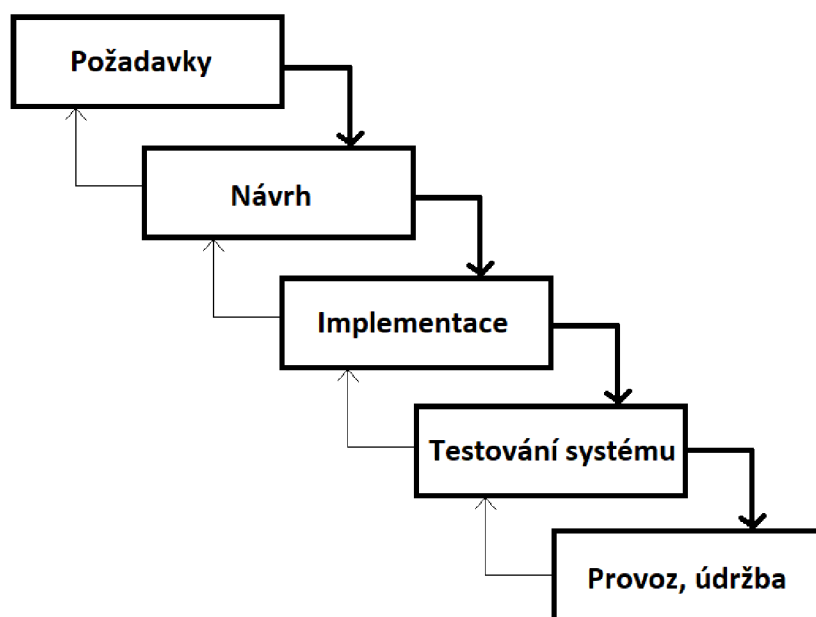 Požadavky
Návrh
Implementace
Testování systému
Provoz, údržba